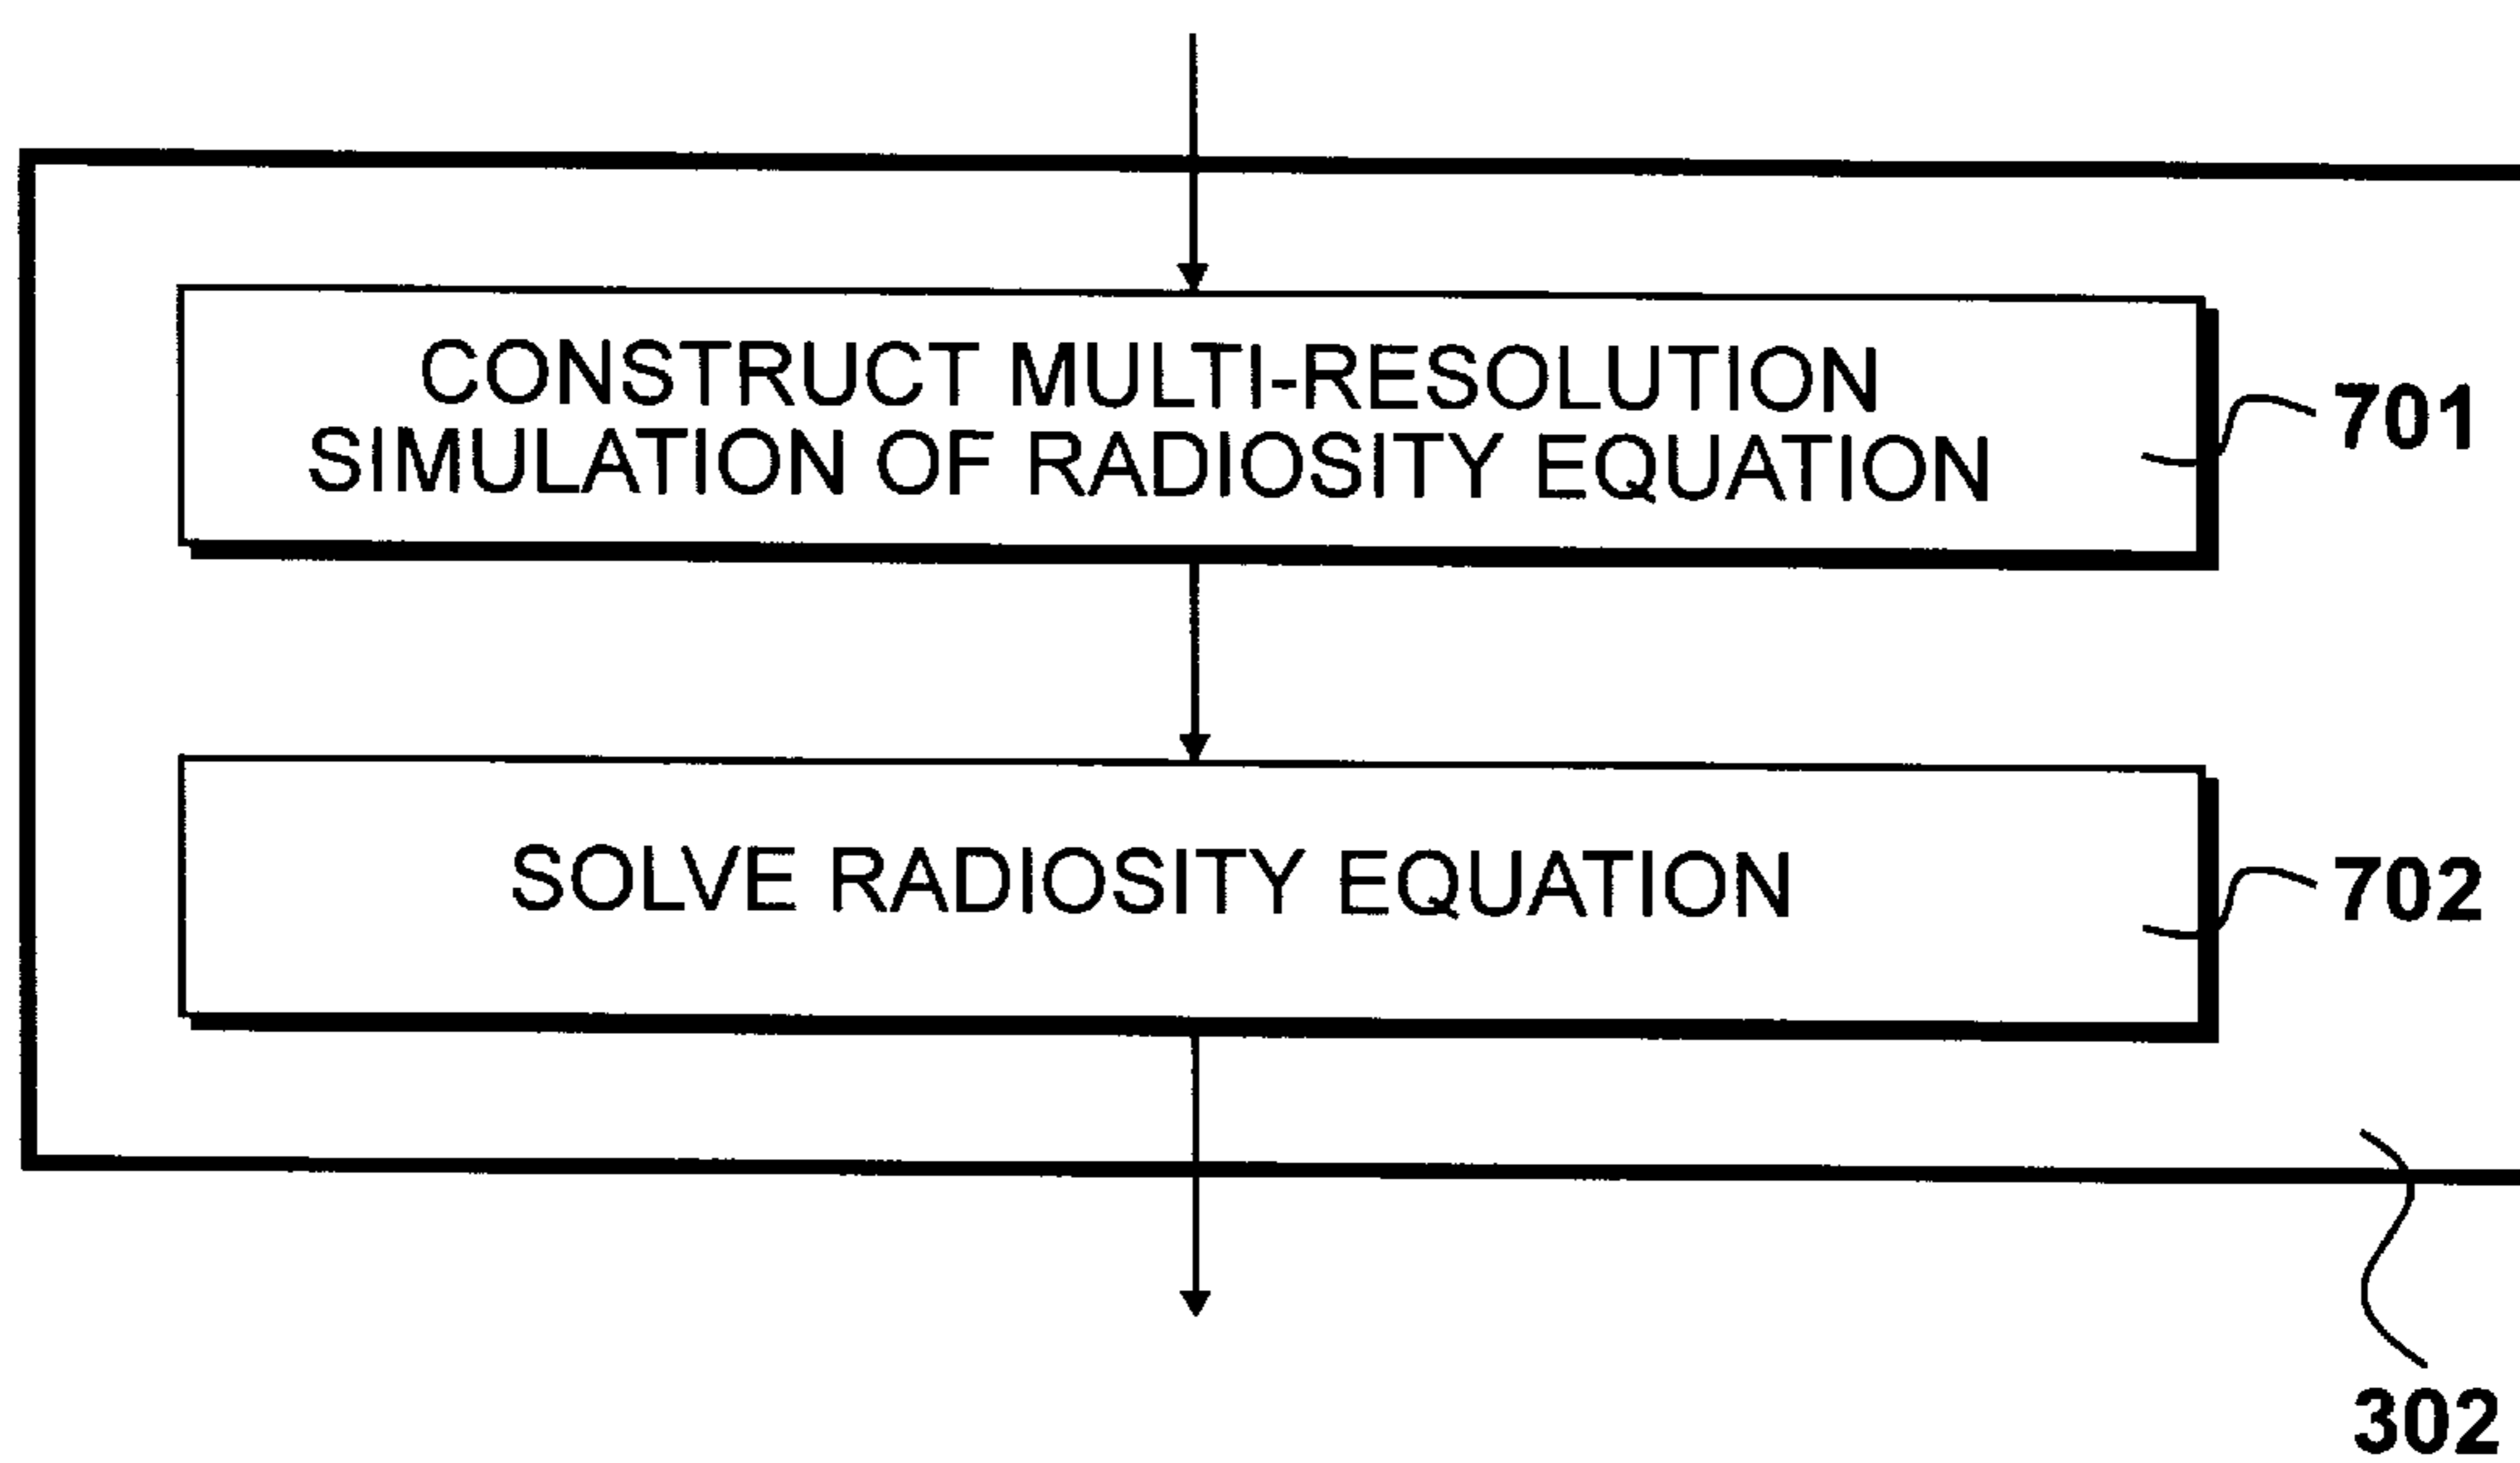 CONSTRUCT MULTI-RESOLUTION
SIMULATION OF RADIOSITY EQUATION
701
SOLVE RADIOSITY EQUATION
702
302